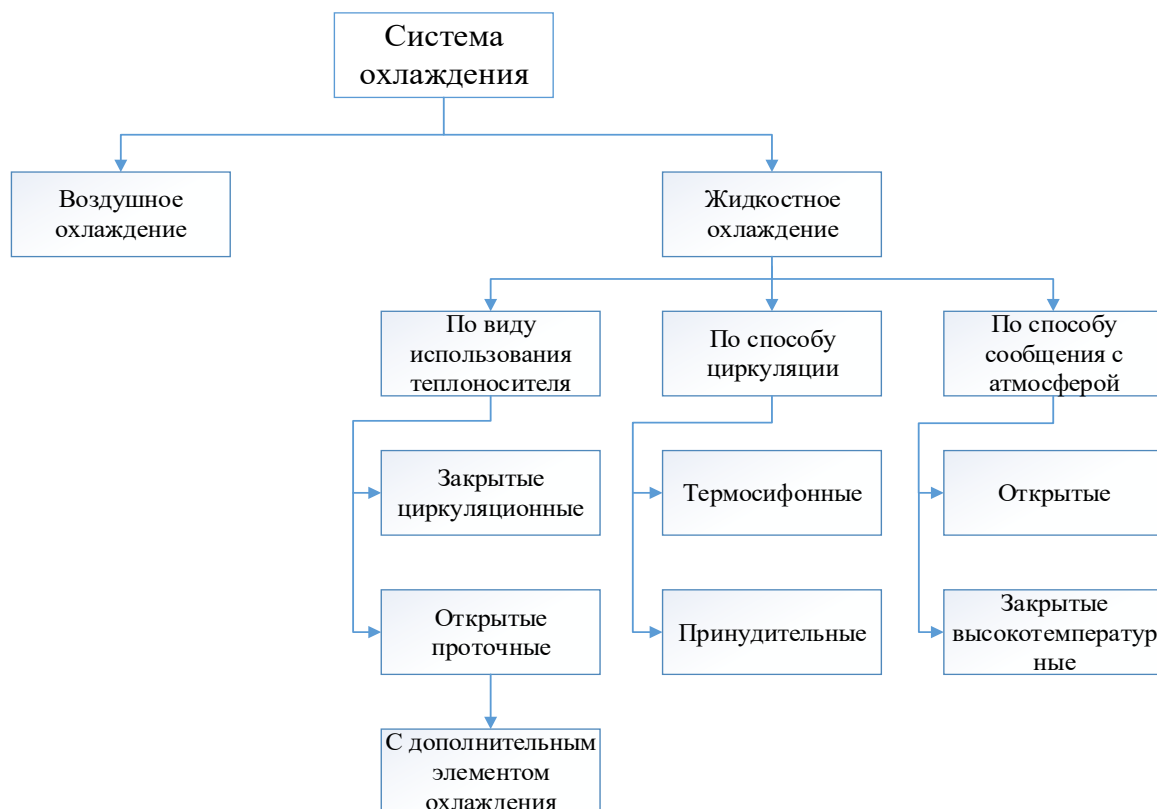 Система
охлаждения
Воздушное
охлаждение
Жидкостное
охлаждение
По виду
использования
теплоносителя
По способу
циркуляции
По способу
сообщения с
атмосферой
Закрытые
циркуляционные
Термосифонные
Открытые
Открытые
проточные
Принудительные
Закрытые
высокотемператур
ные
С дополнительным
элементом
охлаждения